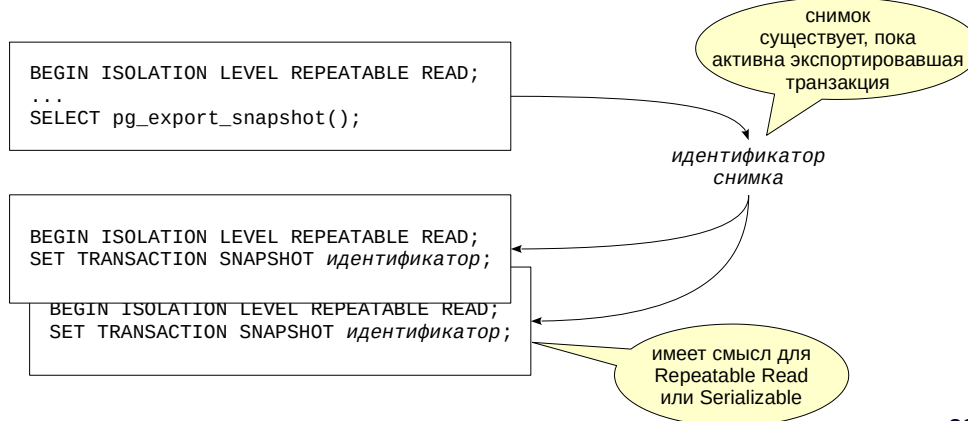 снимок
существует, пока
активна экспортировавшая
транзакция
BEGIN ISOLATION LEVEL REPEATABLE READ;
...
SELECT pg_export_snapshot();
идентификатор
снимка
BEGIN ISOLATION LEVEL REPEATABLE READ;
SET TRANSACTION SNAPSHOT идентификатор;
BEGIN ISOLATION LEVEL REPEATABLE READ;
SET TRANSACTION SNAPSHOT идентификатор;
имеет смысл для
Repeatable Read
или Serializable